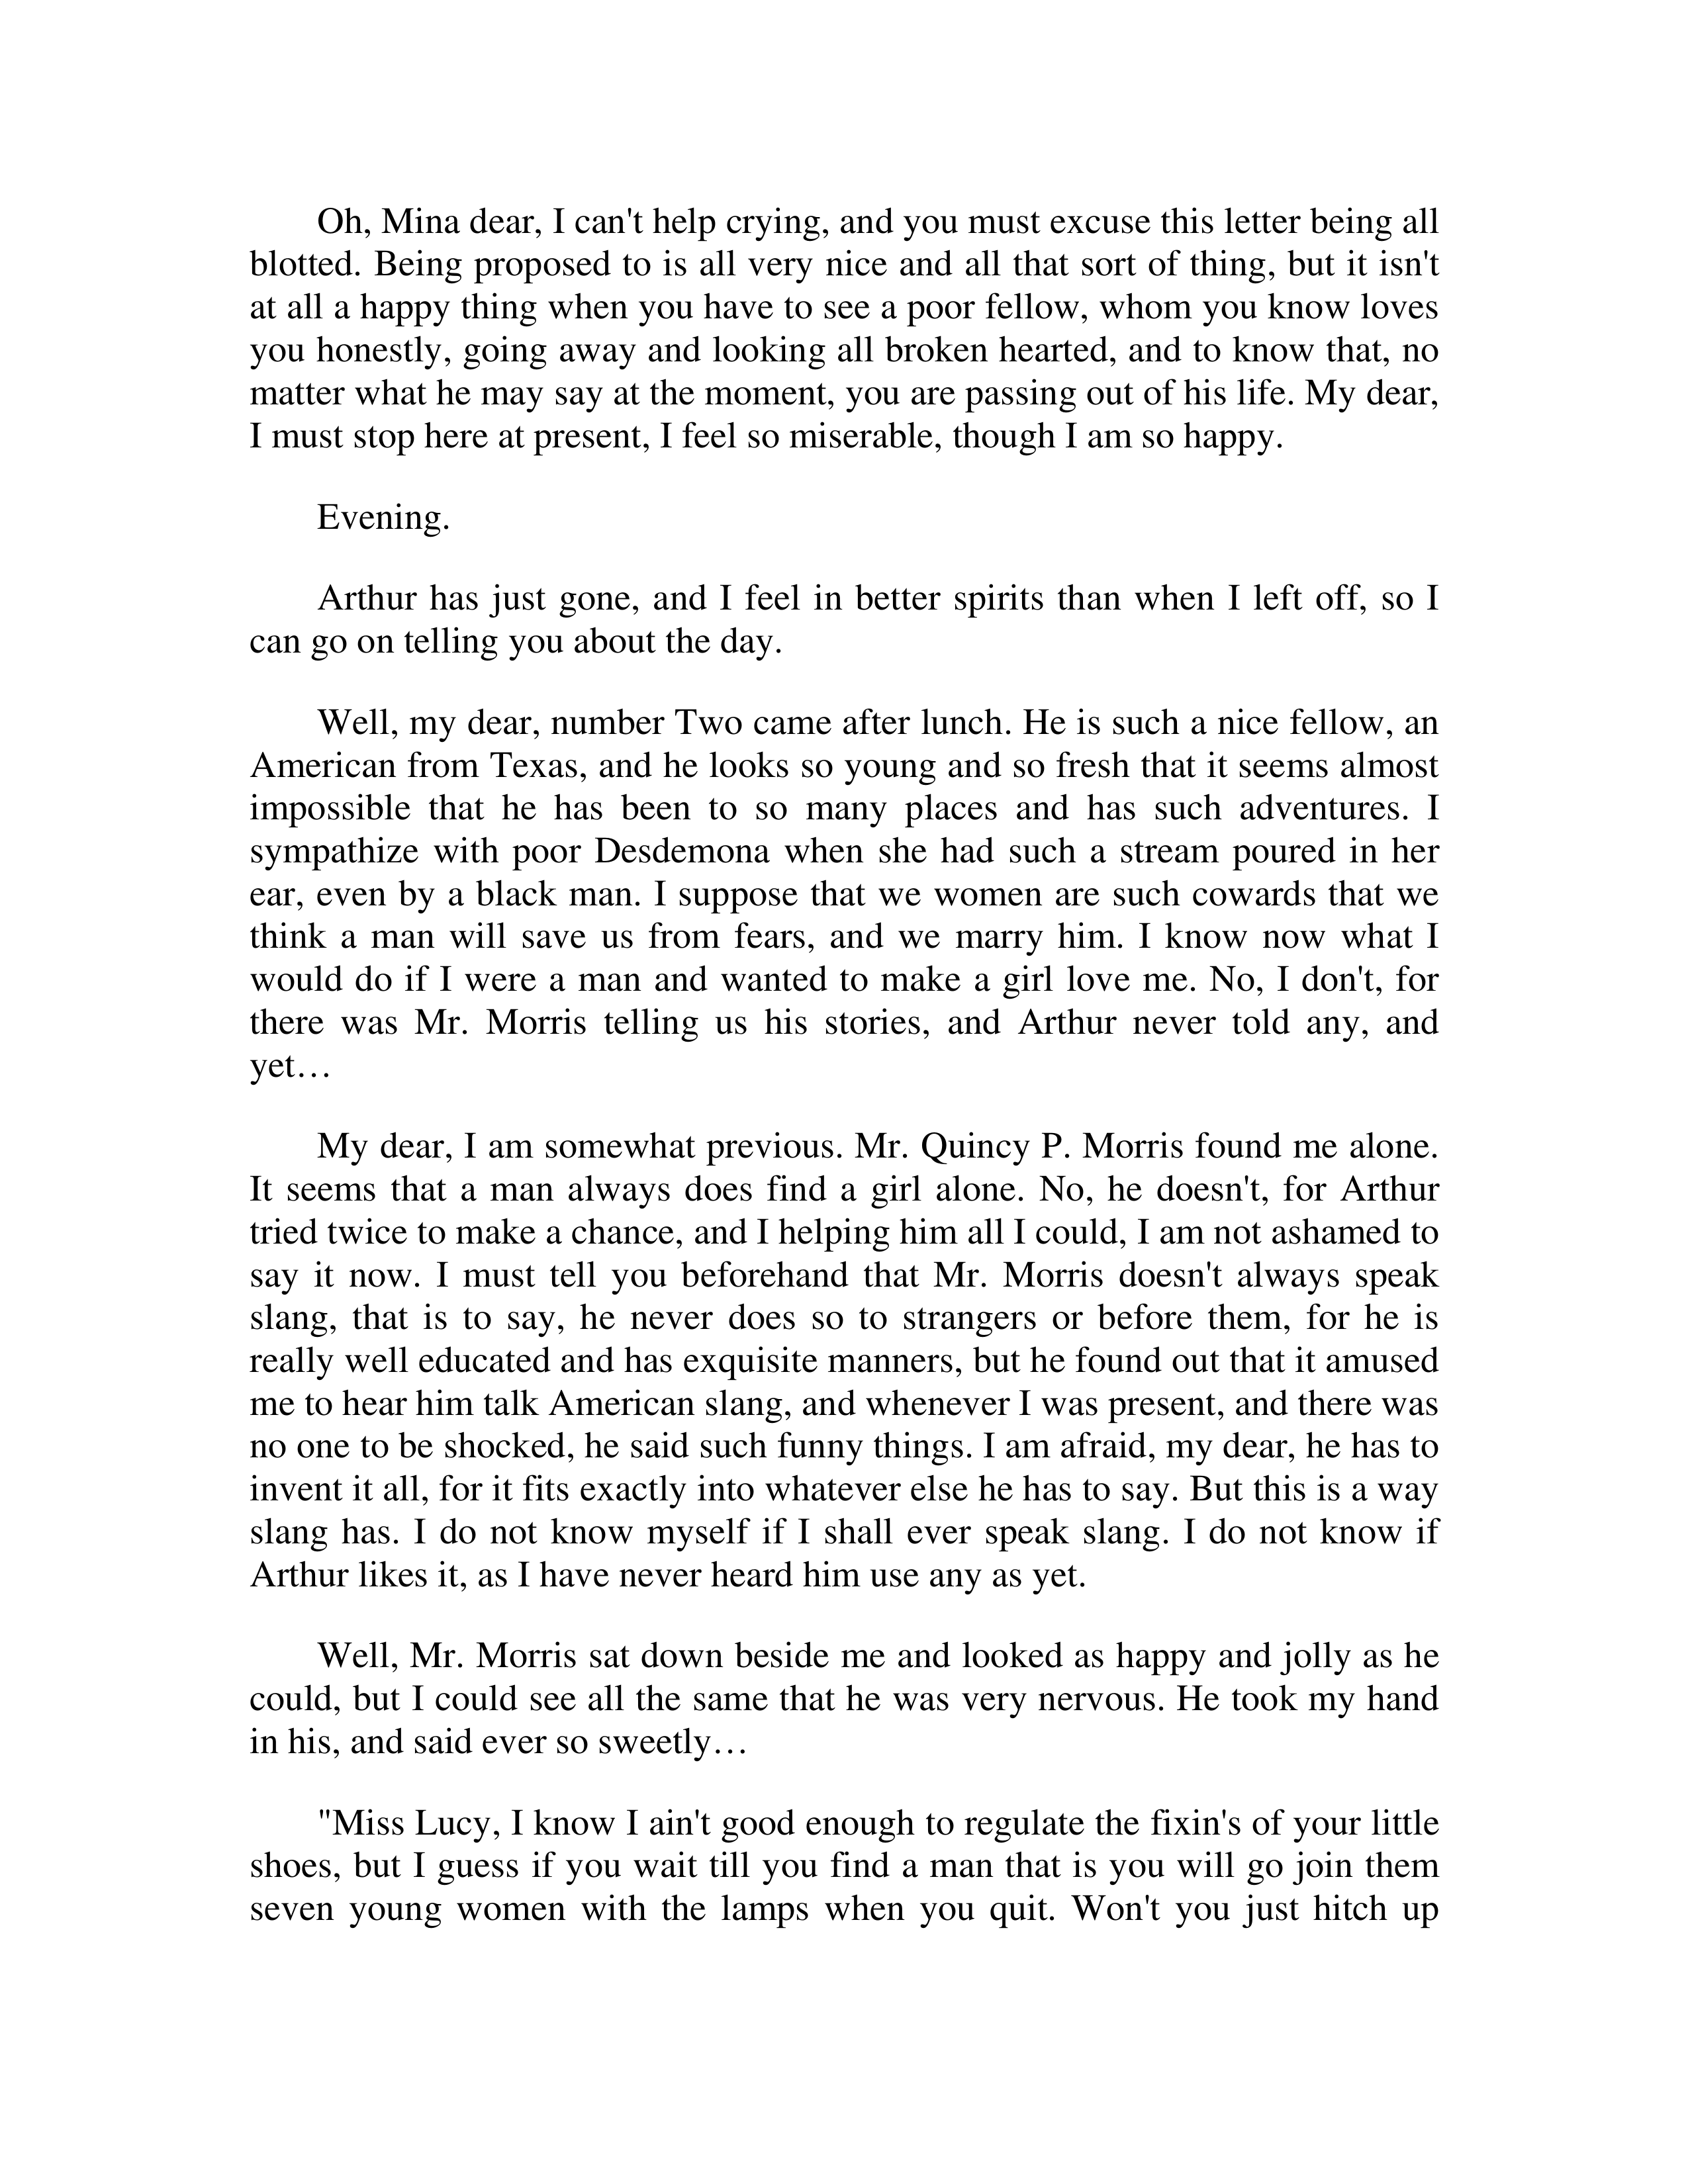 Oh, Mina dear, I can't help crying, and you must excuse this letter being all
blotted. Being proposed to is all very nice and all that sort of thing, but it isn't
at all a happy thing when you have to see a poor fellow, whom you know loves
you honestly, going away and looking all broken hearted, and to know that, no
matter what he may say at the moment, you are passing out of his life. My dear,
I must stop here at present, I feel so miserable, though I am so happy.
Evening.
Arthur has just gone, and I feel in better spirits than when I left off, so I
can go on telling you about the day.
Well, my dear, number Two came after lunch. He is such a nice fellow, an
American from Texas, and he looks so young and so fresh that it seems almost
impossible that he has been to so many places and has such adventures. I
sympathize with poor Desdemona when she had such a stream poured in her
ear, even by a black man. I suppose that we women are such cowards that we
think a man will save us from fears, and we marry him. I know now what I
would do if I were a man and wanted to make a girl love me. No, I don't, for
there was Mr. Morris telling us his stories, and Arthur never told any, and
yet…
My dear, I am somewhat previous. Mr. Quincy P. Morris found me alone.
It seems that a man always does find a girl alone. No, he doesn't, for Arthur
tried twice to make a chance, and I helping him all I could, I am not ashamed to
say it now. I must tell you beforehand that Mr. Morris doesn't always speak
slang, that is to say, he never does so to strangers or before them, for he is
really well educated and has exquisite manners, but he found out that it amused
me to hear him talk American slang, and whenever I was present, and there was
no one to be shocked, he said such funny things. I am afraid, my dear, he has to
invent it all, for it fits exactly into whatever else he has to say. But this is a way
slang has. I do not know myself if I shall ever speak slang. I do not know if
Arthur likes it, as I have never heard him use any as yet.
Well, Mr. Morris sat down beside me and looked as happy and jolly as he
could, but I could see all the same that he was very nervous. He took my hand
in his, and said ever so sweetly…
"Miss Lucy, I know I ain't good enough to regulate the fixin's of your little
shoes, but I guess if you wait till you find a man that is you will go join them
seven young women with the lamps when you quit. Won't you just hitch up